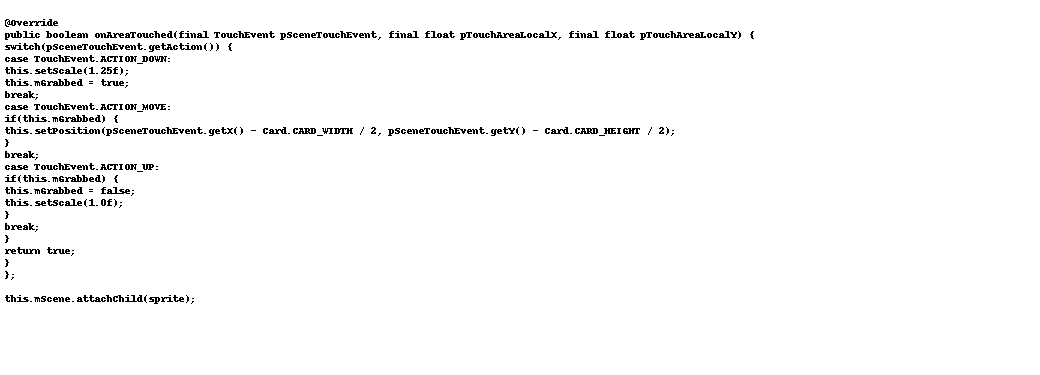 @Override
public boolean onAreaTouched(final TouchEvent pSceneTouchEvent, final float pTouchAreaLocalX, final float pTouchAreaLocalY) {
switch(pSceneTouchEvent.getAction()) {
case TouchEvent.ACTION_DOWN:
this.setScale(1.25f);
this.mGrabbed = true;
break;
case TouchEvent.ACTION_MOVE:
if(this.mGrabbed) {
this.setPosition(pSceneTouchEvent.getX() - Card.CARD_WIDTH / 2, pSceneTouchEvent.getY() - Card.CARD_HEIGHT / 2);
}
break;
case TouchEvent.ACTION_UP:
if(this.mGrabbed) {
this.mGrabbed = false;
this.setScale(1.0f);
}
break;
}
return true;
}
};
this.mScene.attachChild(sprite);